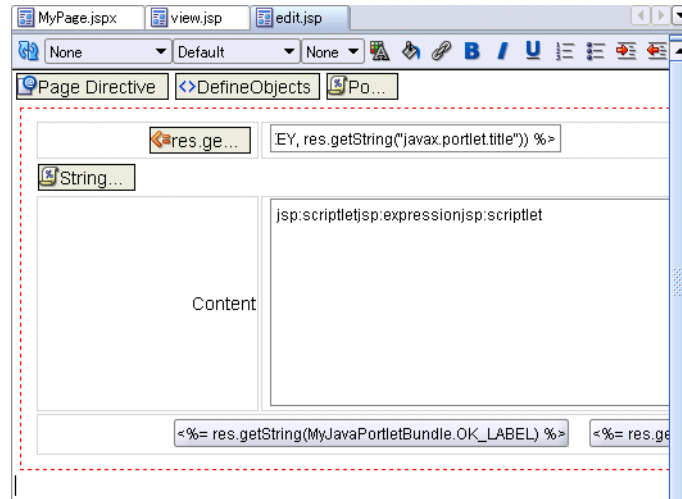 MyPage.jspx view.jsp edit.jsp
None Default None B I U
Page Directive <>DefineObjects Po...
res.ge... EY, res.getString("javax.portlet.title")) %>
String...
jsp:scriptletjsp:expressionjsp:scriptlet
Content
<%= res.getString(MyJavaPortletBundle.OK_LABEL) %> <%= res.ge